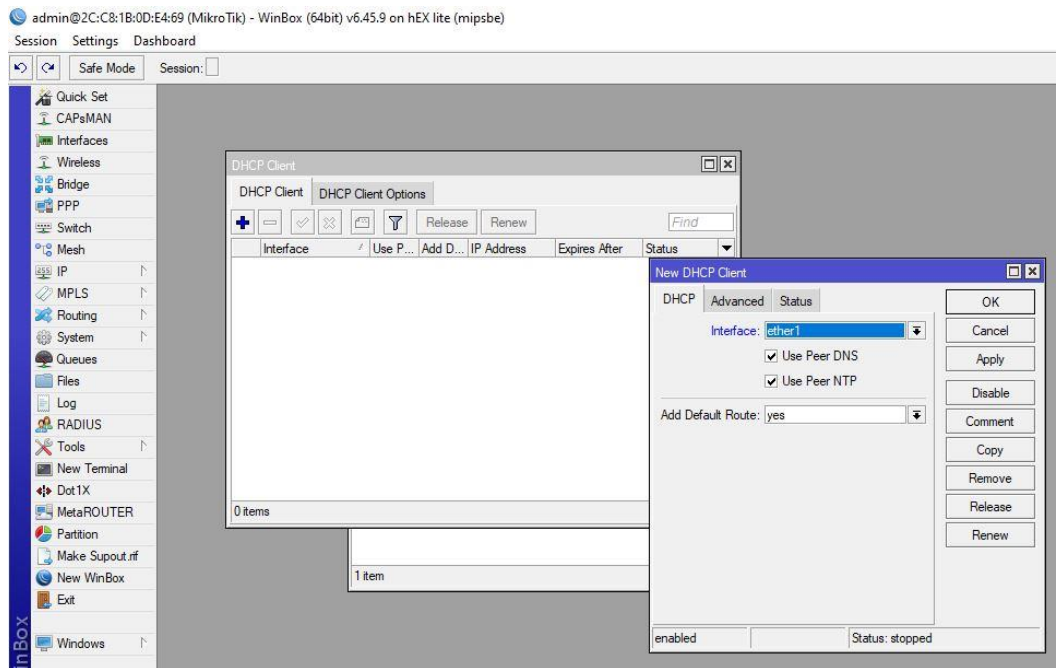 admin@2C:C8:1B:0D:E4:69 (MikroTik) - WinBox (64bit) v6.45.9 on hEX lite (mipsbe)
Session Settings Dashboard
Safe Mode Session:
Quick Set
CAPsMAN
Interfaces
Wireless
Bridge
PPP
Switch
Mesh
IP
MPLS
Routing
System
Queues
Files
Log
RADIUS
Tools
New Terminal
Dot1X
MetaROUTER
Partition
Make Supout.rif
New WinBox
Exit
Windows
DHCP Client
DHCP Client DHCP Client Options
Release Renew Find
Interface Use P... Add D... IP Address Expires After Status
0 items
1 item
New DHCP Client
DHCP Advanced Status
Interface: ether1
Use Peer DNS
Use Peer NTP
Add Default Route: yes
OK
Cancel
Apply
Disable
Comment
Copy
Remove
Release
Renew
enabled Status: stopped